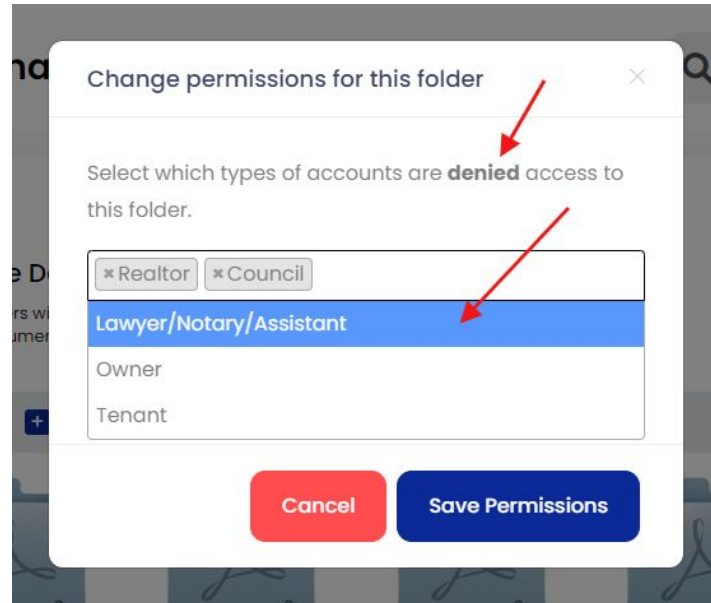 Change permissions for this folder
×
Select which types of accounts are denied access to
this folder.
×Realtor ×Council
Lawyer/Notary/Assistant
Owner
Tenant
+
Cancel
Save Permissions